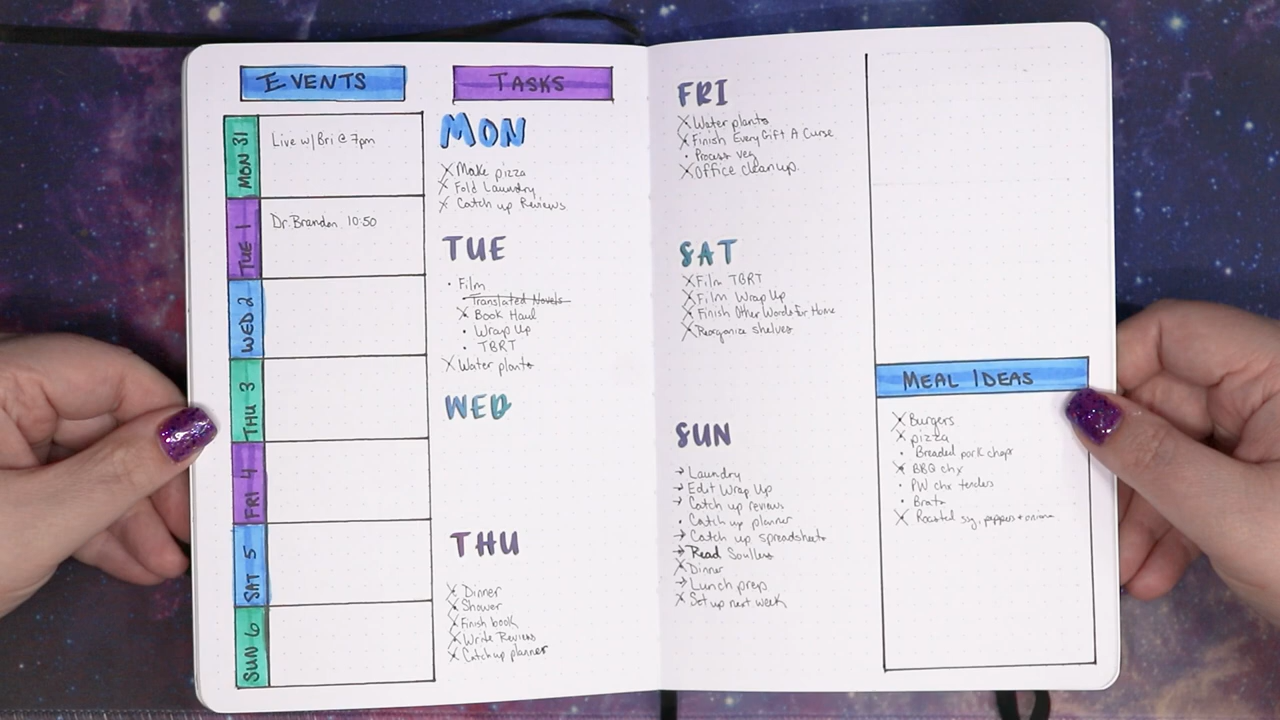 EVENTS
MON 31
Live w/ Bri @ 7pm
TUE 1
Dr. Brandon 10:50
WED 2
THU 3
FRI 4
SAT 5
SUN 6
TASKS
MON
X Make pizza
X Fold Laundry
X Catch up Reviews
TUE
• Film
• Translated Novels
X Book Haul
• Wrap Up
• TBRT
X Water plants
WED
THU
X Dinner
X Shower
X Finish book
X Write Reviews
X Catch up planner
FRI
X Water plants
X Finish Every Gift A Curse
• Process veg
X Office cleanup.
SAT
X Film TBRT
X Film Wrap Up
X Finish Other Words for Home
X Reorganize shelves
SUN
→ Laundry
→ Edit Wrap Up
→ Catch up reviews
• Catch up planner
→ Catch up spreadsheets
→ Read Soulless
X Dinner
→ Lunch prep
X Set up next week
MEAL IDEAS
X Burgers
X pizza
• Breaded pork chops
X BBQ chx
• PW chx tenders
• Brats
X Roasted ssg, peppers + onions